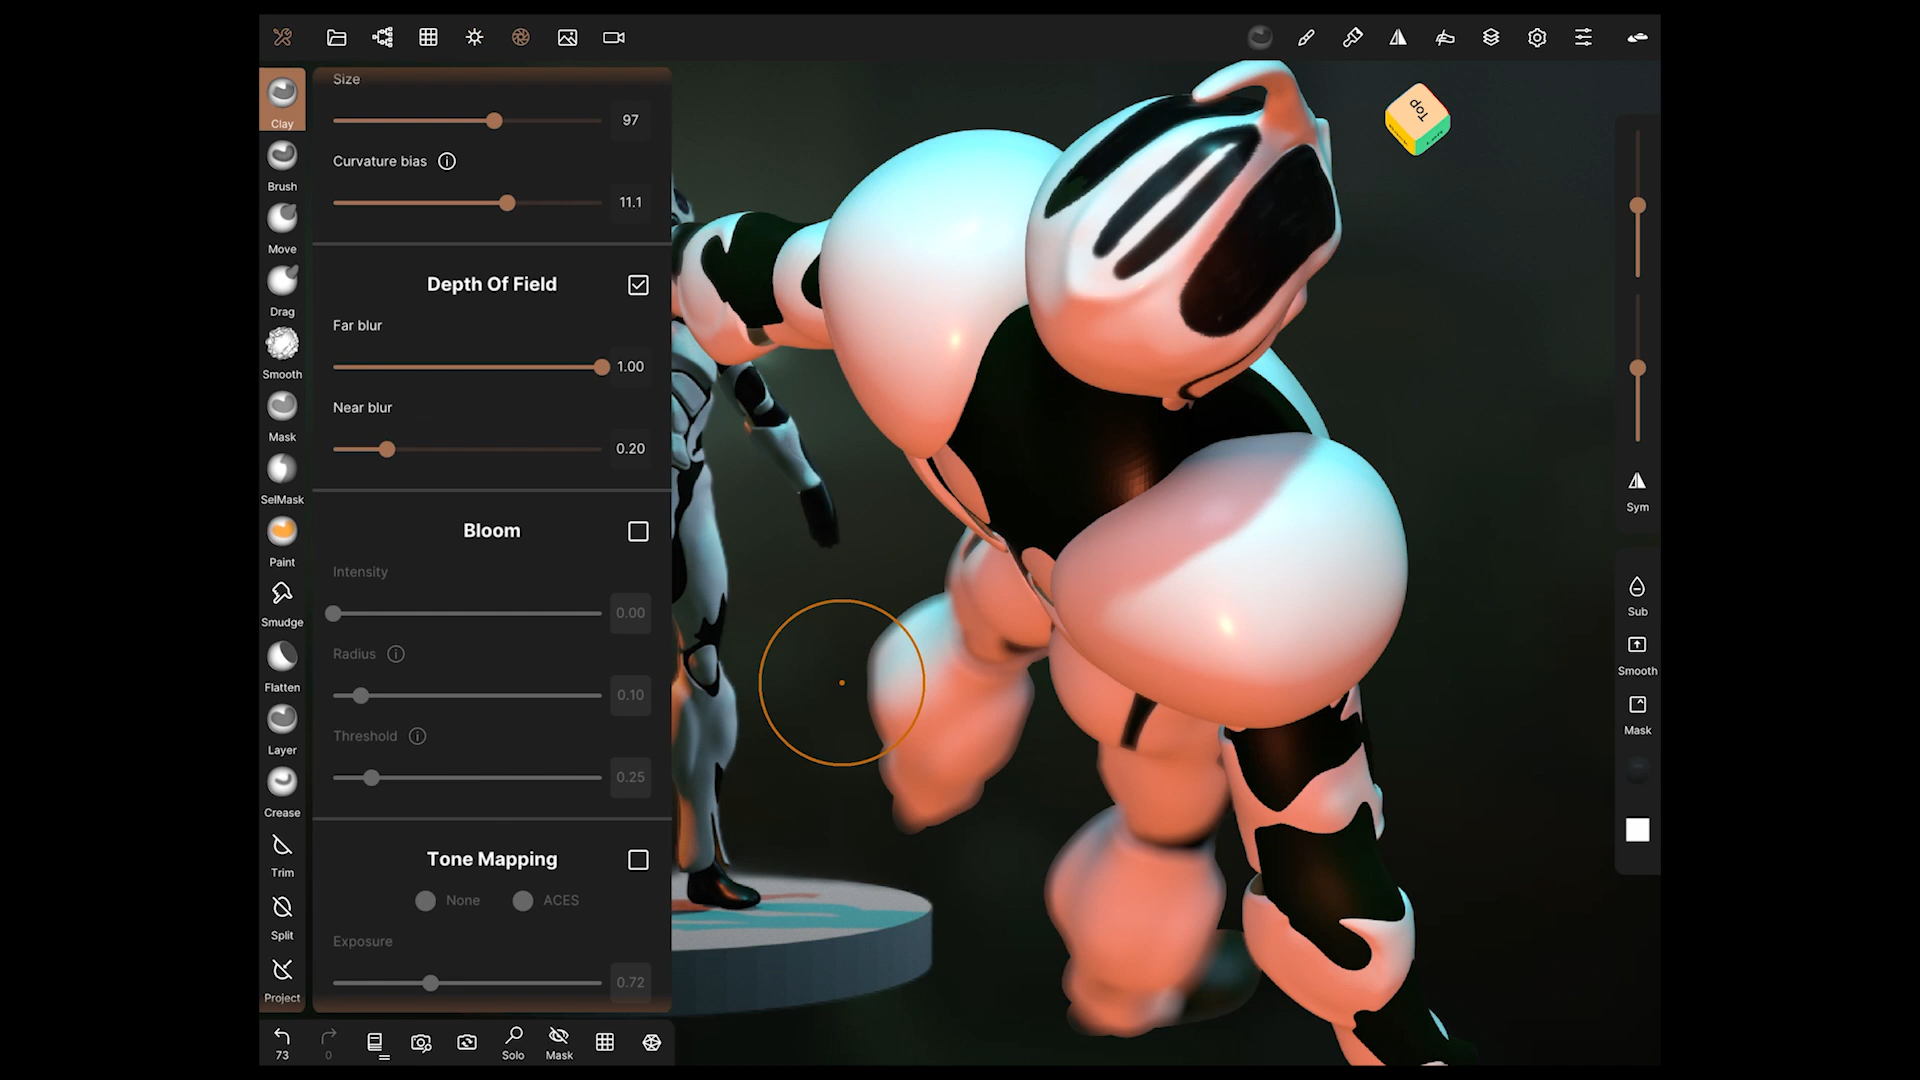 Size
97
Curvature bias
11.1
Depth Of Field
Far blur
1.00
Near blur
0.20
Bloom
Intensity
0.00
Radius
0.10
Threshold
0.25
Tone Mapping
None
ACES
Exposure
0.72
Clay
Brush
Move
Drag
Smooth
Mask
SelMask
Paint
Smudge
Flatten
Layer
Crease
Trim
Split
Project
73
0
Solo
Mask
Top
Sym
Sub
Smooth
Mask